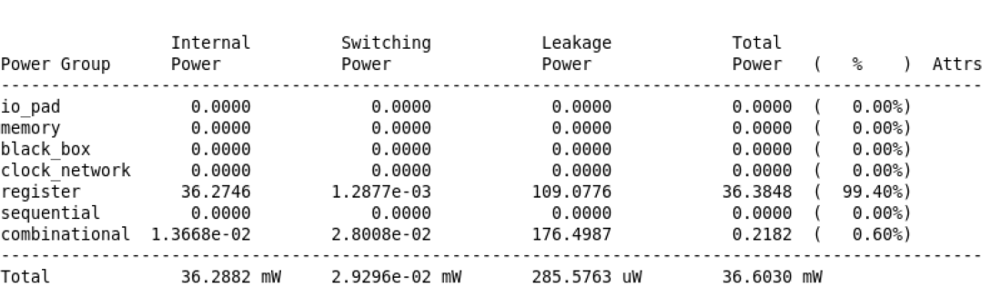 Internal         Switching           Leakage            Total
Power Group      Power            Power               Power              Power   (   %    )  Attrs
--------------------------------------------------------------------------------------------------
io_pad             0.0000            0.0000            0.0000            0.0000  (   0.00%)
memory             0.0000            0.0000            0.0000            0.0000  (   0.00%)
black_box          0.0000            0.0000            0.0000            0.0000  (   0.00%)
clock_network      0.0000            0.0000            0.0000            0.0000  (   0.00%)
register          36.2746        1.2877e-03          109.0776           36.3848  (  99.40%)
sequential         0.0000            0.0000            0.0000            0.0000  (   0.00%)
combinational  1.3668e-02        2.8008e-02          176.4987            0.2182  (   0.60%)
--------------------------------------------------------------------------------------------------
Total             36.2882 mW     2.9296e-02 mW       285.5763 uW        36.6030 mW